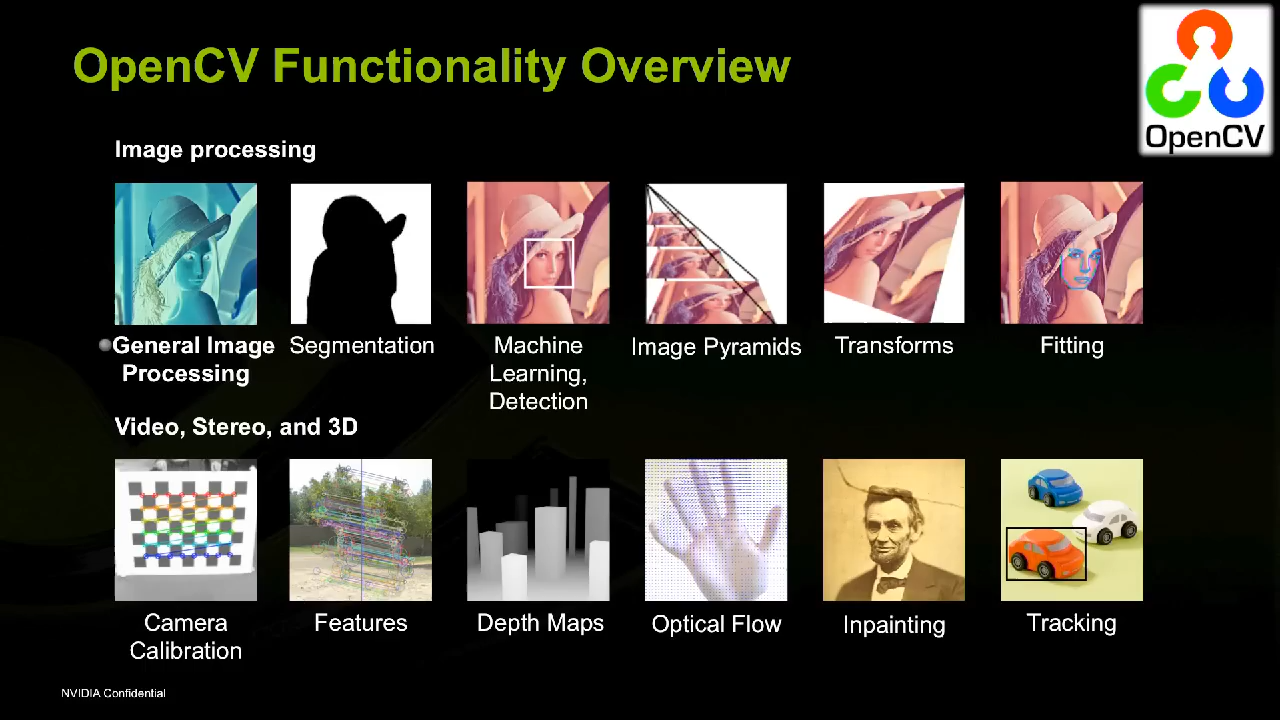 OpenCV Functionality Overview
OpenCV
Image processing
General Image
Processing
Segmentation
Machine
Learning,
Detection
Image Pyramids
Transforms
Fitting
Video, Stereo, and 3D
Camera
Calibration
Features
Depth Maps
Optical Flow
Inpainting
Tracking
NVIDIA Confidential